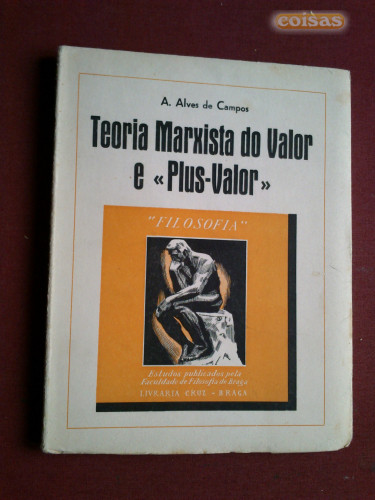 coisas
A. Alves de Campos
Teoria Marxista do Valor
e «Plus-Valor»
"FILOSOFIA"
Estudos publicados pela
Faculdade de Filosofia de Braga
LIVRARIA CRUZ - BRAGA